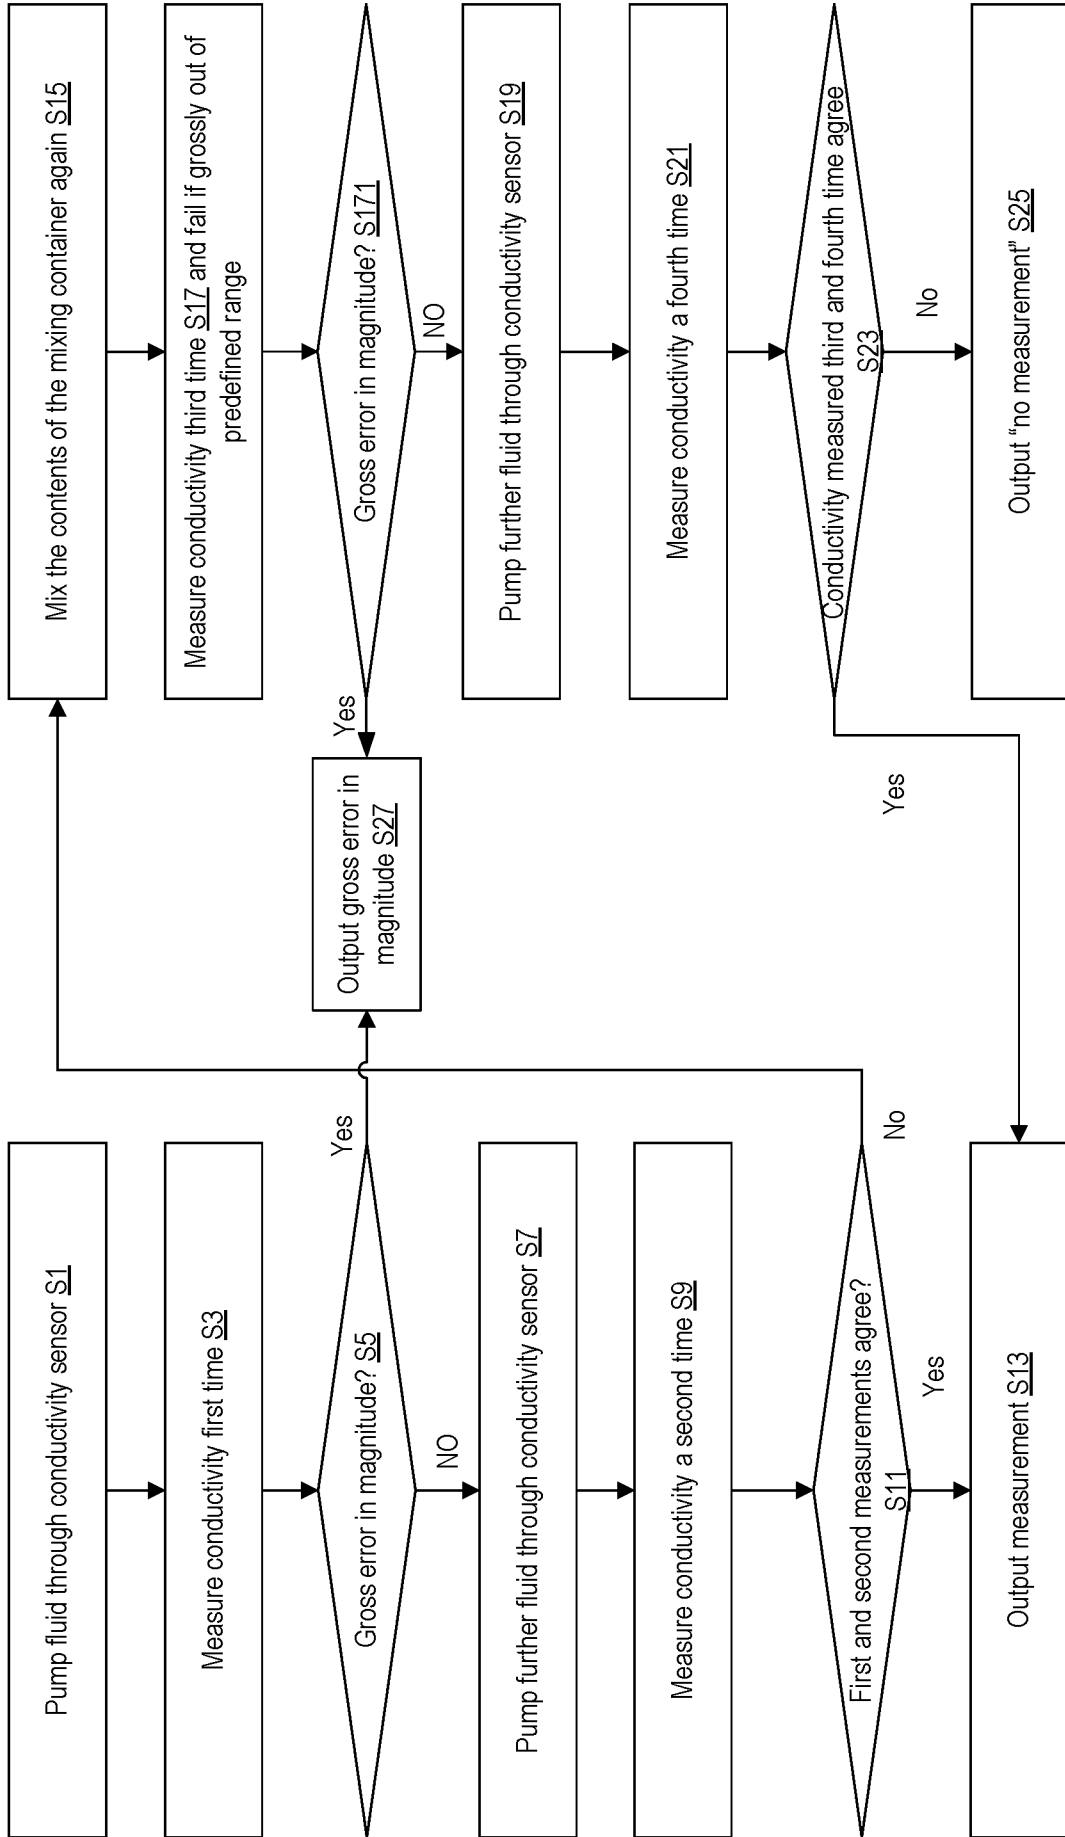 Pump fluid through conductivity sensor S1
Measure conductivity first time S3
Gross error in magnitude? S5
Yes
NO
Pump further fluid through conductivity sensor S7
Measure conductivity a second time S9
First and second measurements agree?
S11
No
Yes
Output measurement S13
Output gross error in
magnitude S27
Mix the contents of the mixing container again S15
Measure conductivity third time S17 and fail if grossly out of
predefined range
Gross error in magnitude? S171
Yes
NO
Pump further fluid through conductivity sensor S19
Measure conductivity a fourth time S21
Conductivity measured third and fourth time agree
S23
Yes
No
Output “no measurement” S25